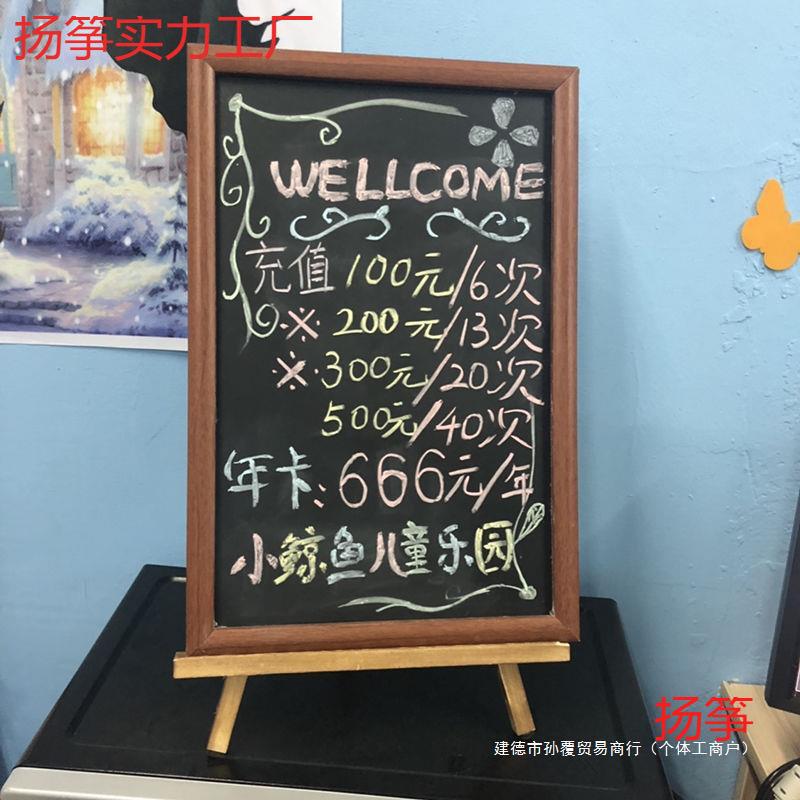 扬筝实力工厂
WELLCOME
充值100元/6次
※200元/13次
※300元/20次
500元/40次
年卡:666元/年
小鲸鱼儿童乐园
扬筝
建德市孙覆贸易商行（个体工商户）